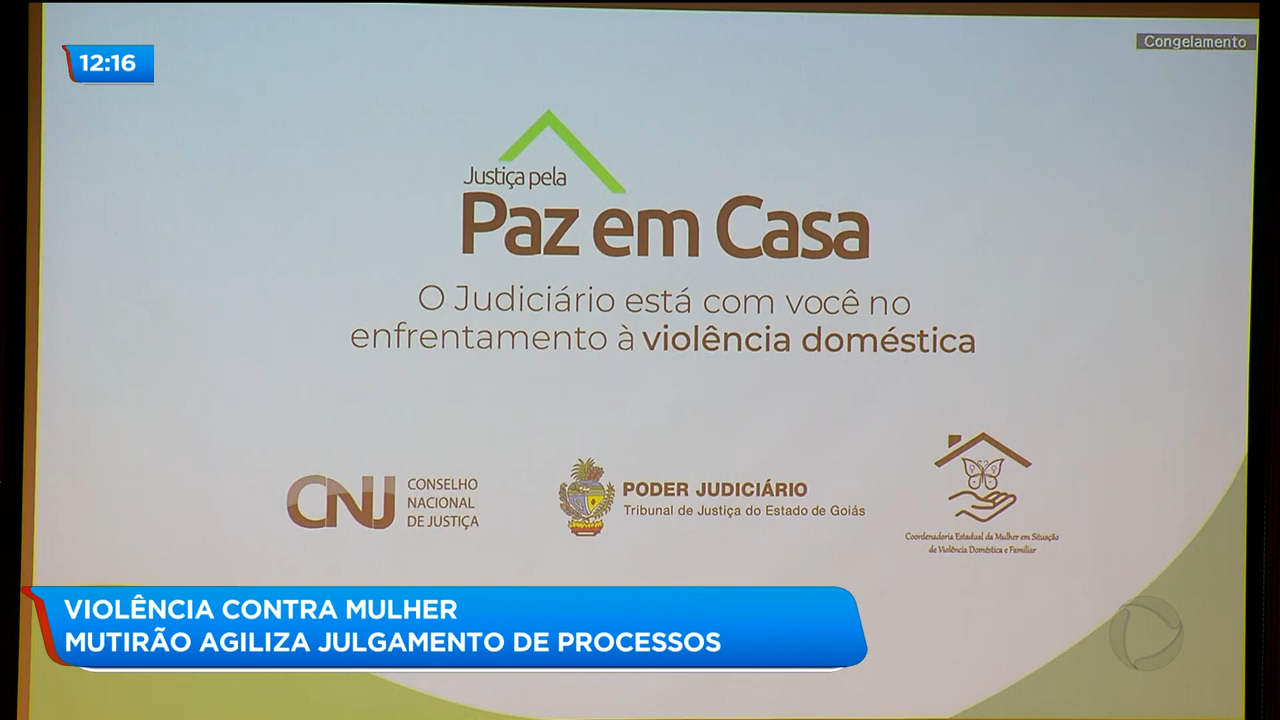 12:16
Congelamento
Justiça pela
Paz em Casa
O Judiciário está com você no
enfrentamento à violência doméstica
CNJ
CONSELHO
NACIONAL
DE JUSTIÇA
PODER JUDICIÁRIO
Tribunal de Justiça do Estado de Goiás
Coordenadoria Estadual da Mulher em Situação
de Violência Doméstica e Familiar
VIOLÊNCIA CONTRA MULHER
MUTIRÃO AGILIZA JULGAMENTO DE PROCESSOS